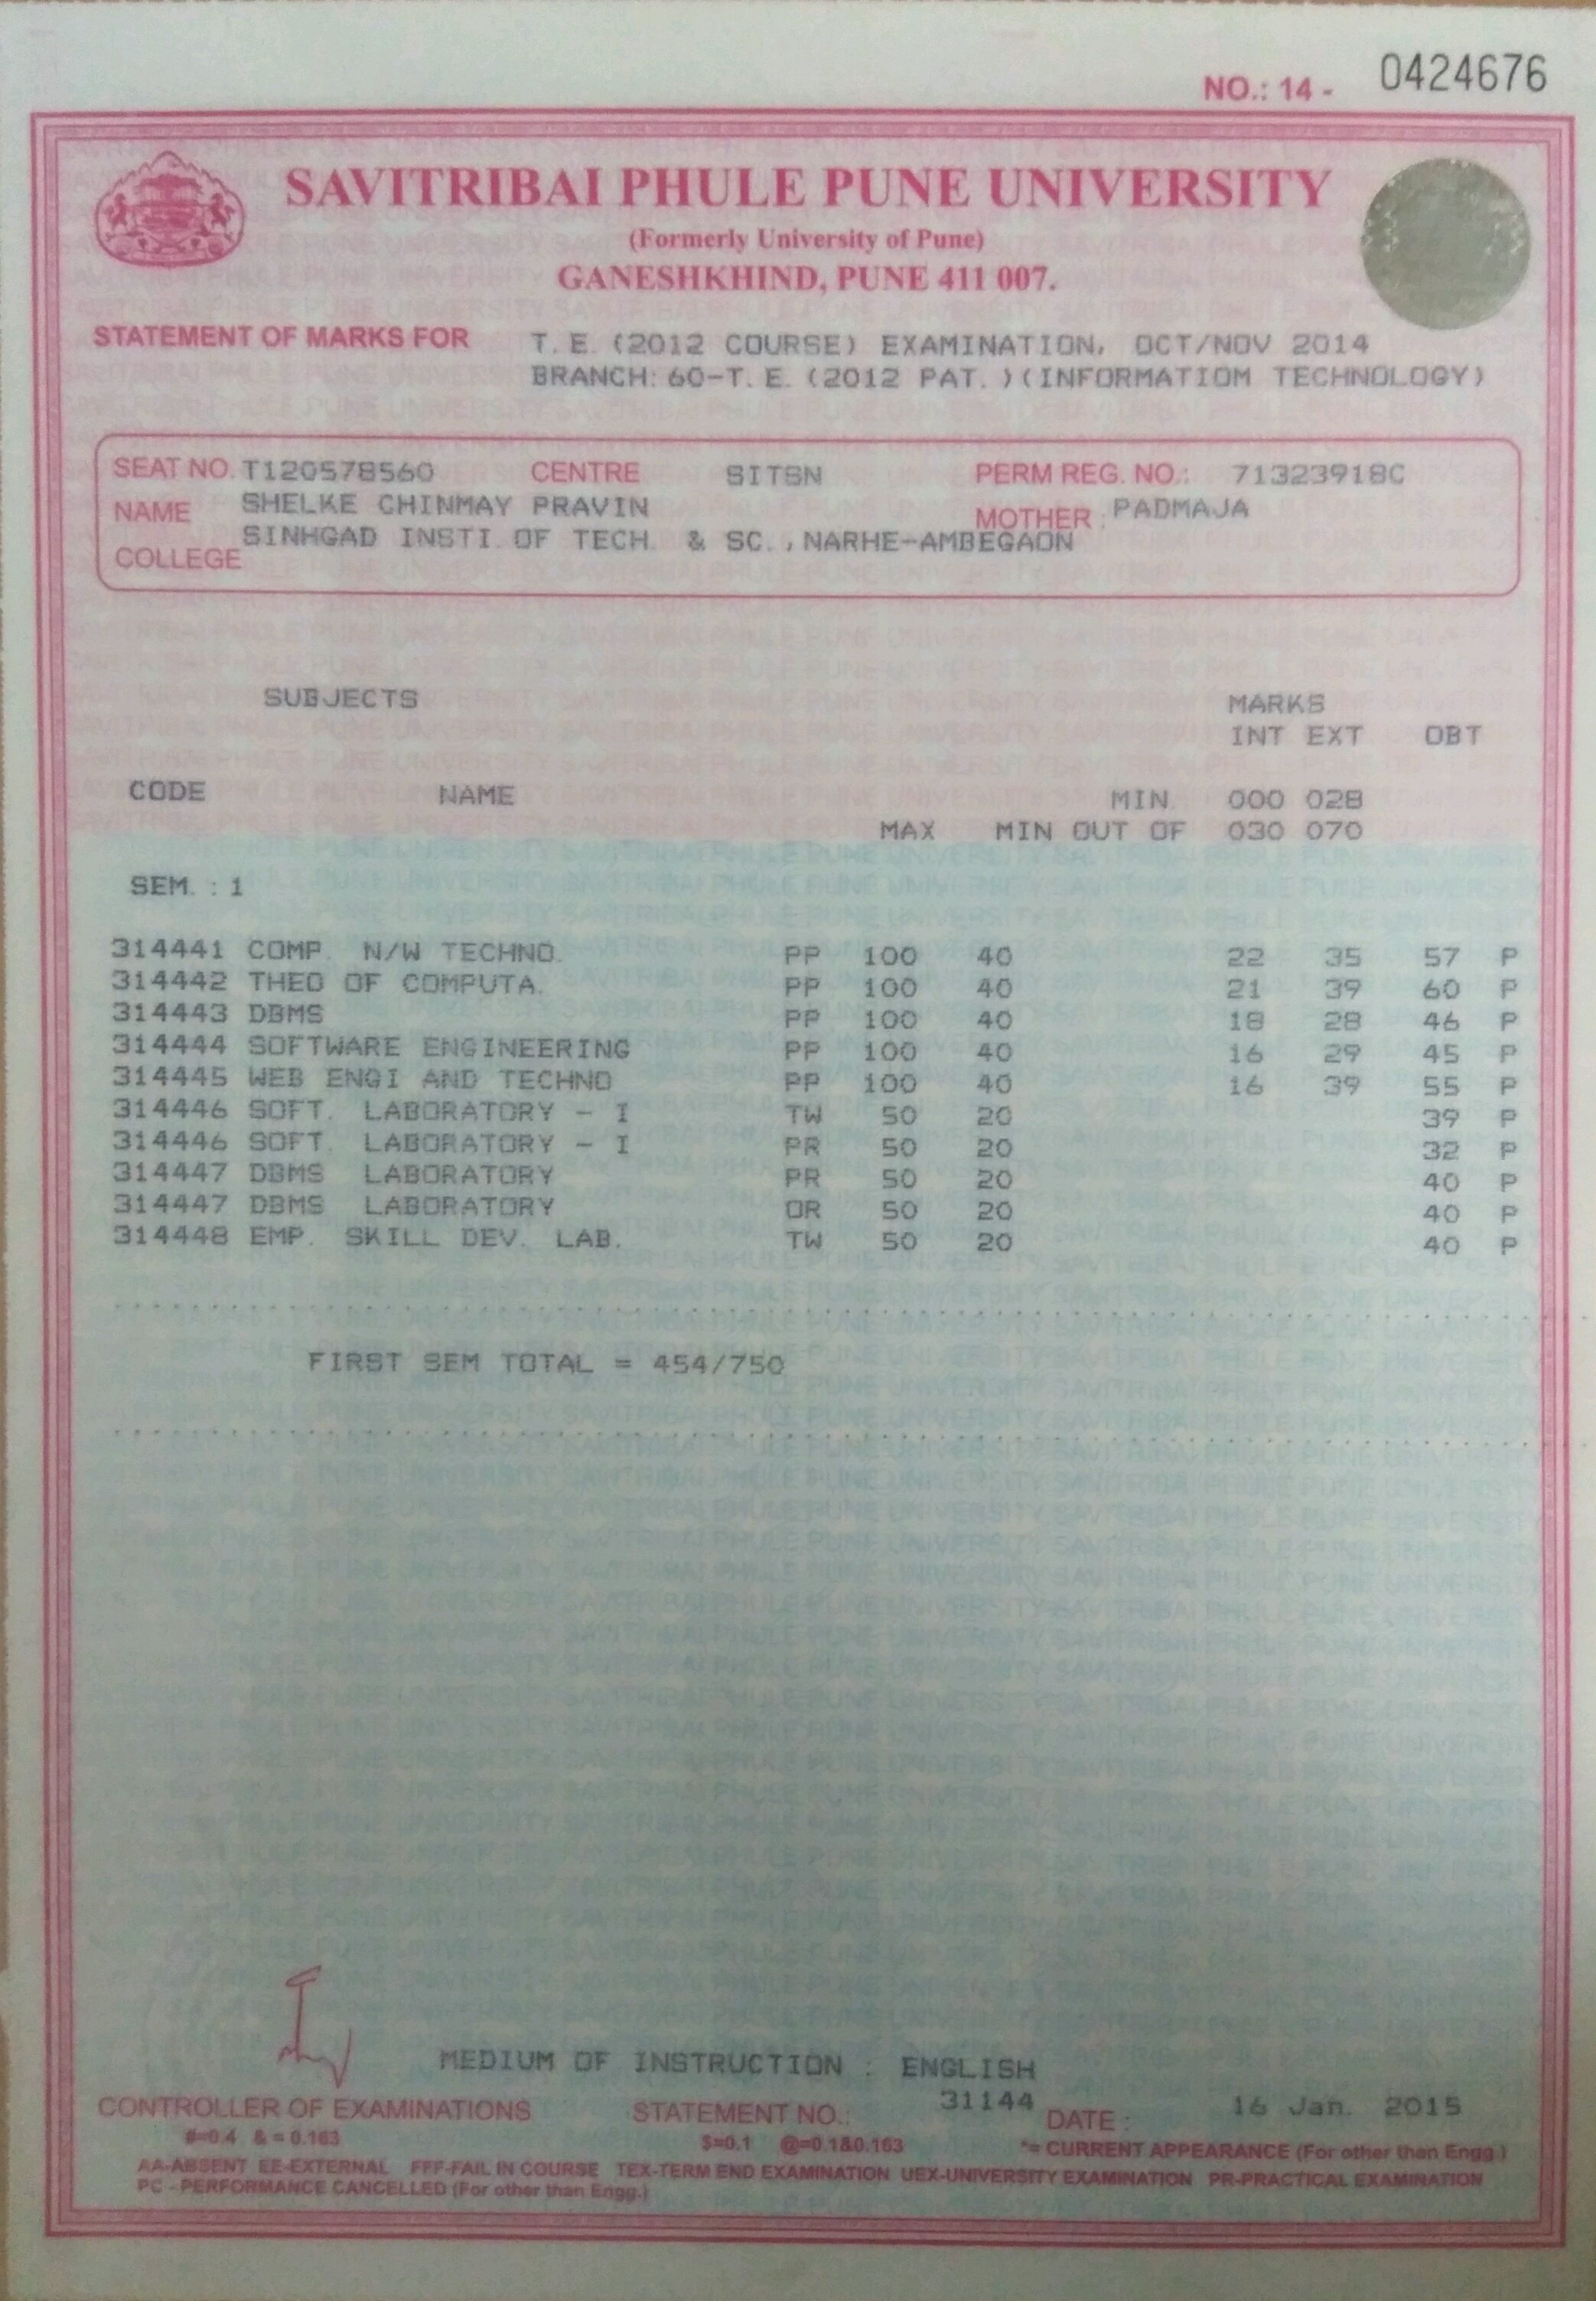 NO.: 14 - 0424676
SAVITRIBAI PHULE PUNE UNIVERSITY
(Formerly University of Pune)
GANESHKHIND, PUNE 411 007.
STATEMENT OF MARKS FOR T. E. (2012 COURSE) EXAMINATION, OCT/NOV 2014
BRANCH: 60-T. E. (2012 PAT. )(INFORMATIOM TECHNOLOGY)
SEAT NO. T120578560 CENTRE SITSN PERM REG. NO.: 71323918C
NAME SHELKE CHINMAY PRAVIN MOTHER : PADMAJA
COLLEGE SINHGAD INSTI. OF TECH. & SC. , NARHE-AMBEGAON
SUBJECTS MARKS
INT EXT OBT
CODE NAME MIN. 000 028
MAX MIN OUT OF 030 070
SEM. : 1
314441 COMP. N/W TECHNO. PP 100 40 22 35 57 P
314442 THEO OF COMPUTA. PP 100 40 21 39 60 P
314443 DBMS PP 100 40 18 28 46 P
314444 SOFTWARE ENGINEERING PP 100 40 16 29 45 P
314445 WEB ENGI AND TECHNO PP 100 40 16 39 55 P
314446 SOFT. LABORATORY - I TW 50 20 39 P
314446 SOFT. LABORATORY - I PR 50 20 32 P
314447 DBMS LABORATORY PR 50 20 40 P
314447 DBMS LABORATORY OR 50 20 40 P
314448 EMP. SKILL DEV. LAB. TW 50 20 40 P
FIRST SEM TOTAL = 454/750
MEDIUM OF INSTRUCTION : ENGLISH
CONTROLLER OF EXAMINATIONS STATEMENT NO.: 31144 DATE : 16 Jan. 2015
#=0.4 & = 0.163 $=0.1 @=0.1&0.163 *= CURRENT APPEARANCE (For other than Engg.)
AA-ABSENT EE-EXTERNAL FFF-FAIL IN COURSE TEX-TERM END EXAMINATION UEX-UNIVERSITY EXAMINATION PR-PRACTICAL EXAMINATION
PC - PERFORMANCE CANCELLED (For other than Engg.)